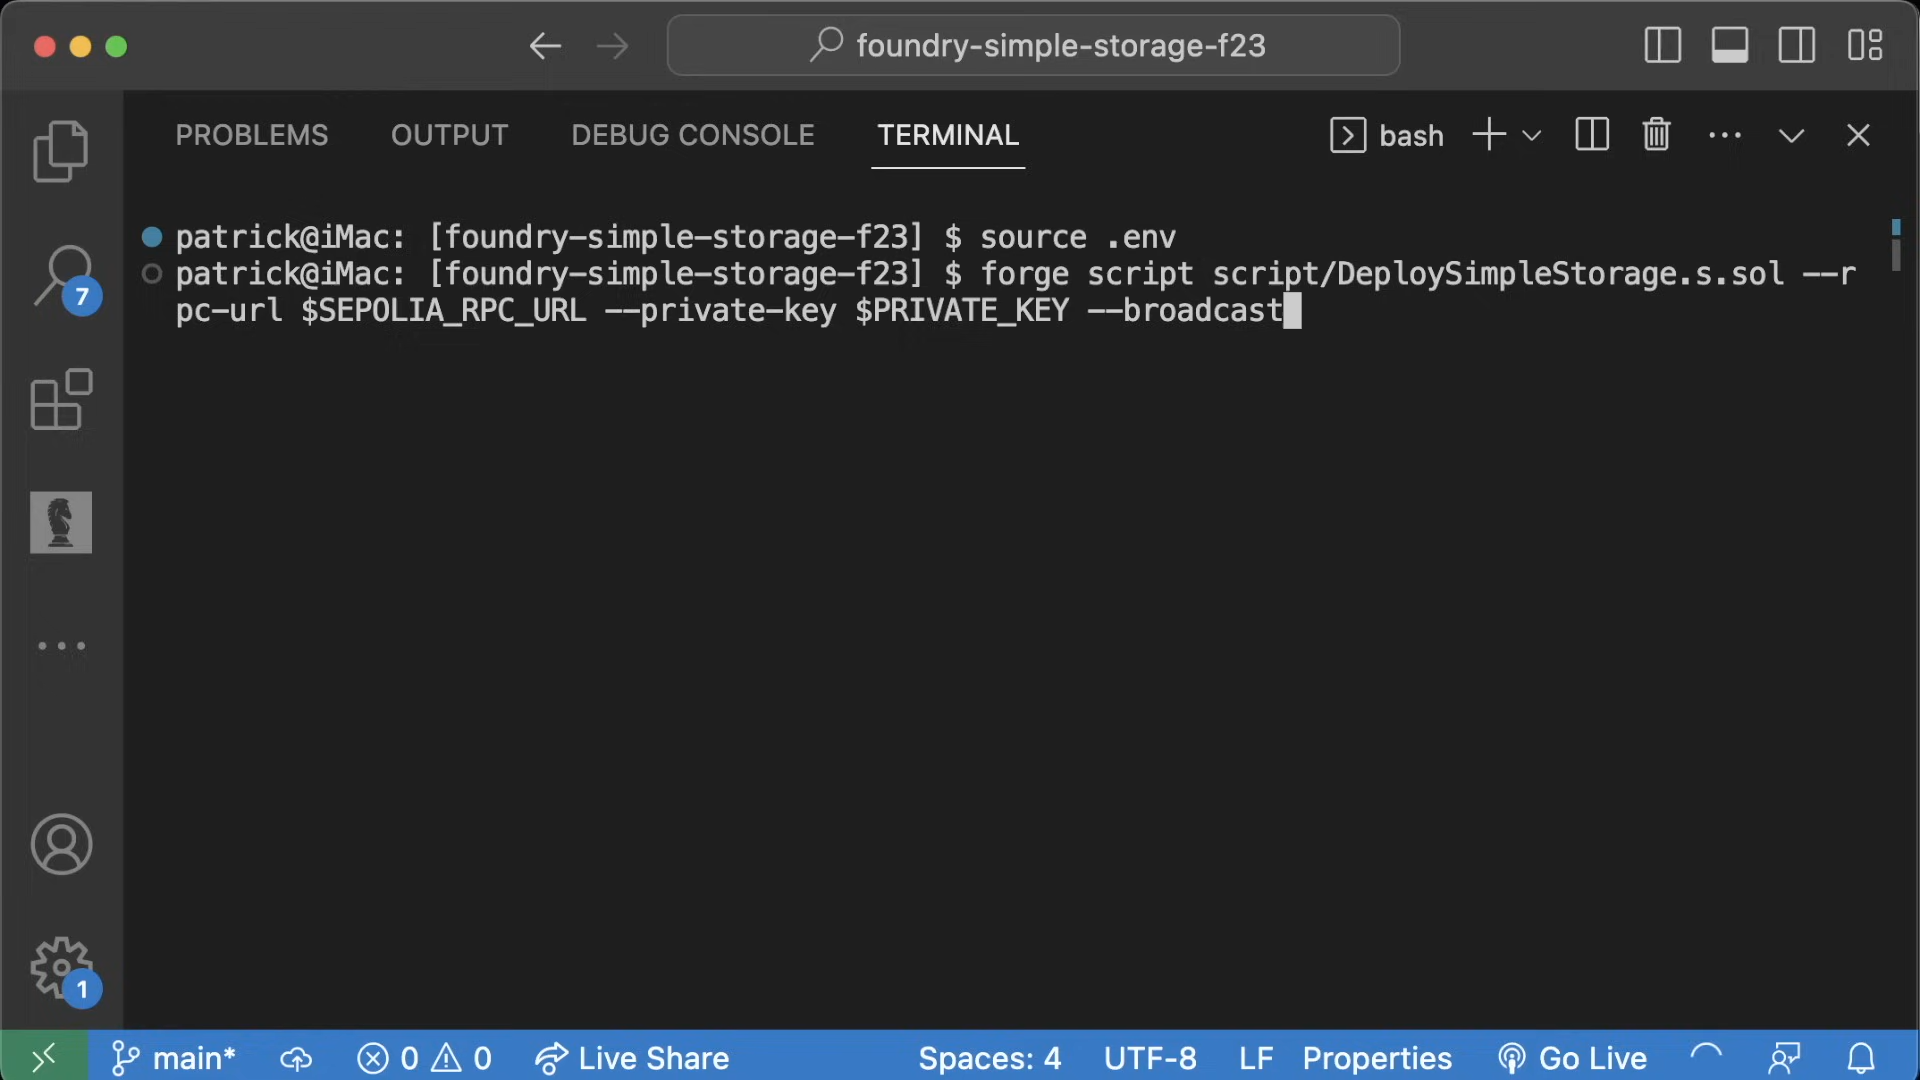 foundry-simple-storage-f23
PROBLEMS OUTPUT DEBUG CONSOLE TERMINAL bash
patrick@iMac: [foundry-simple-storage-f23] $ source .env
patrick@iMac: [foundry-simple-storage-f23] $ forge script script/DeploySimpleStorage.s.sol --r
pc-url $SEPOLIA_RPC_URL --private-key $PRIVATE_KEY --broadcast
7
1
main* 0 0 Live Share Spaces: 4 UTF-8 LF Properties Go Live